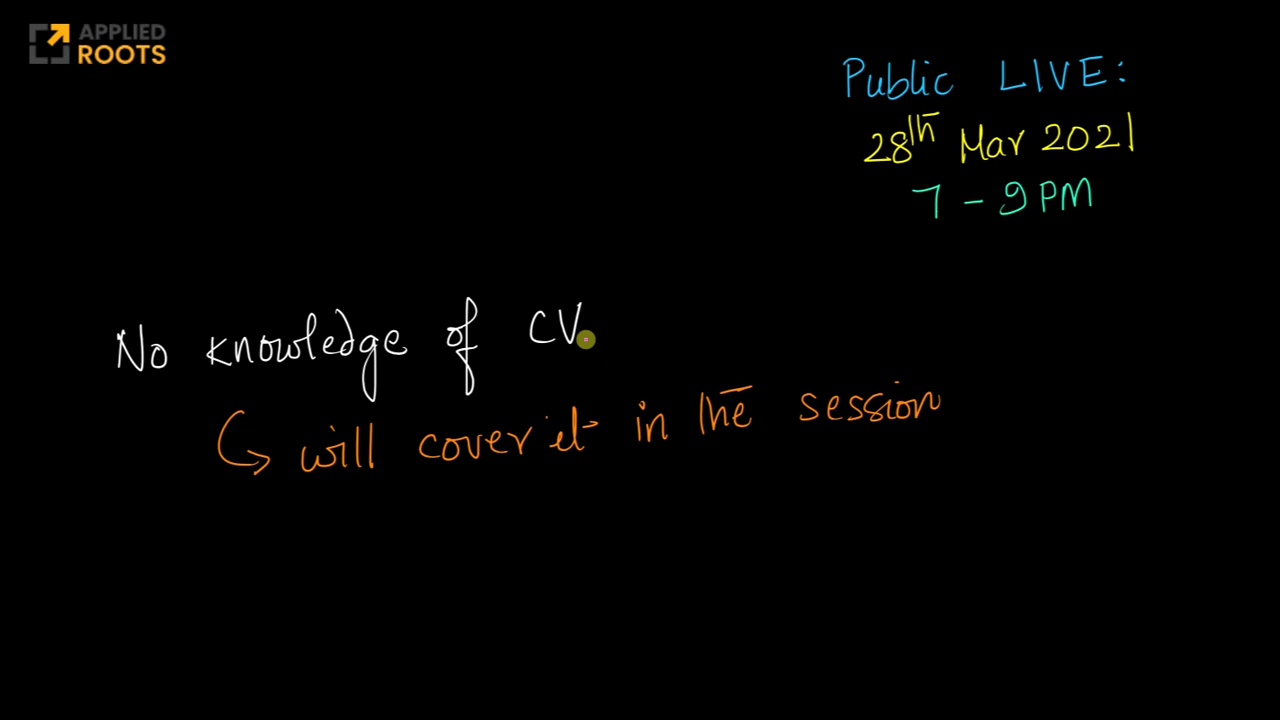 APPLIED
ROOTS
Public LIVE:
28th Mar 2021
7 - 9 PM
No knowledge of CV
↪ will cover it in the session